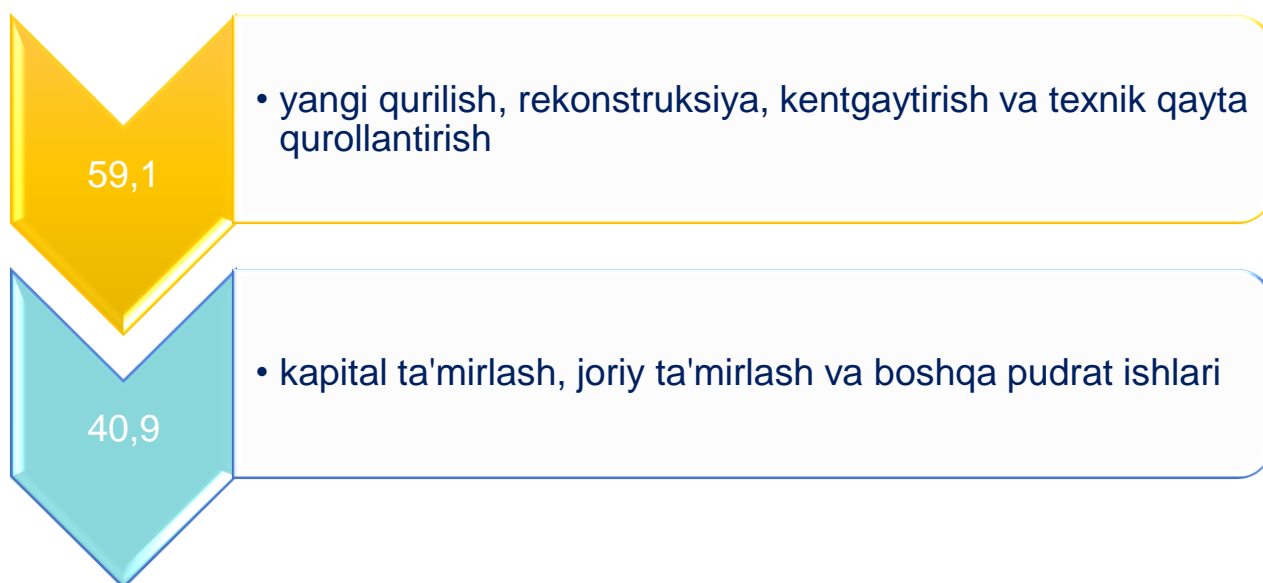 59,1
• yangi qurilish, rekonstruksiya, kentgaytirish va texnik qayta
qurollantirish
40,9
• kapital ta'mirlash, joriy ta'mirlash va boshqa pudrat ishlari